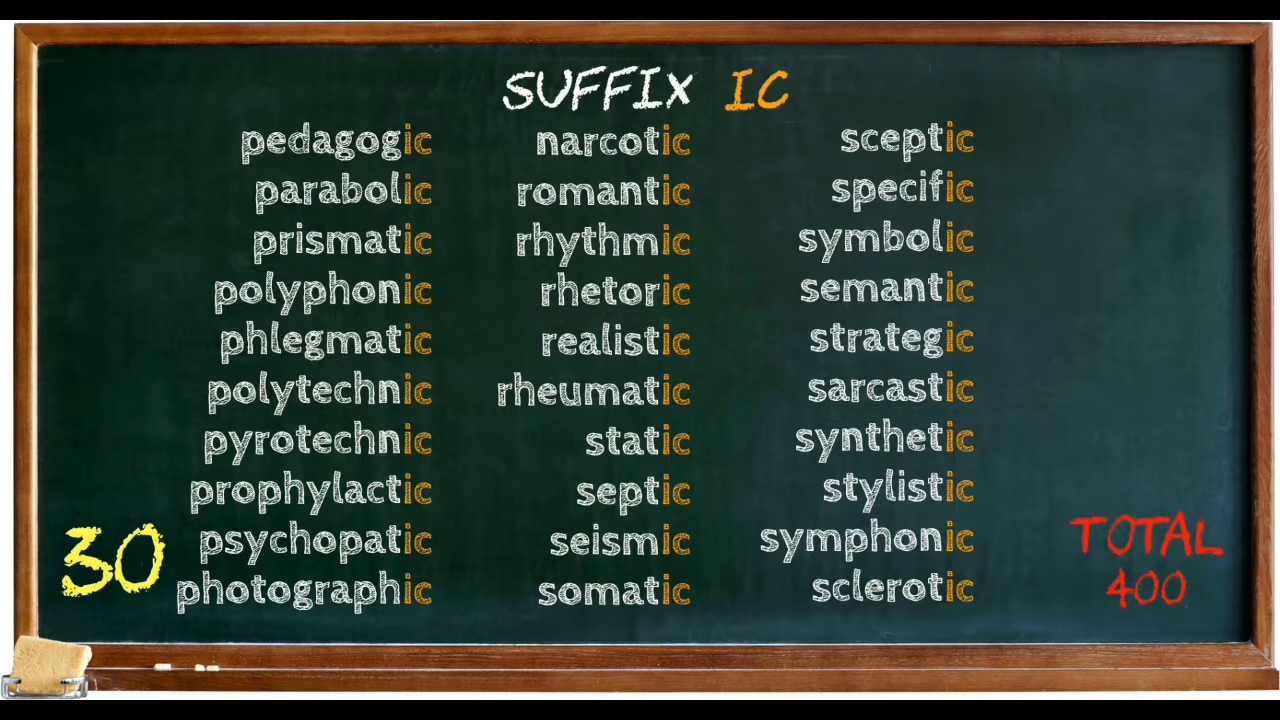 SUFFIX IC
pedagogic
parabolic
prismatic
polyphonic
phlegmatic
polytechnic
pyrotechnic
prophylactic
psychopatic
photographic
narcotic
romantic
rhythmic
rhetoric
realistic
rheumatic
static
septic
seismic
somatic
sceptic
specific
symbolic
semantic
strategic
sarcastic
synthetic
stylistic
symphonic
sclerotic
30
TOTAL
400